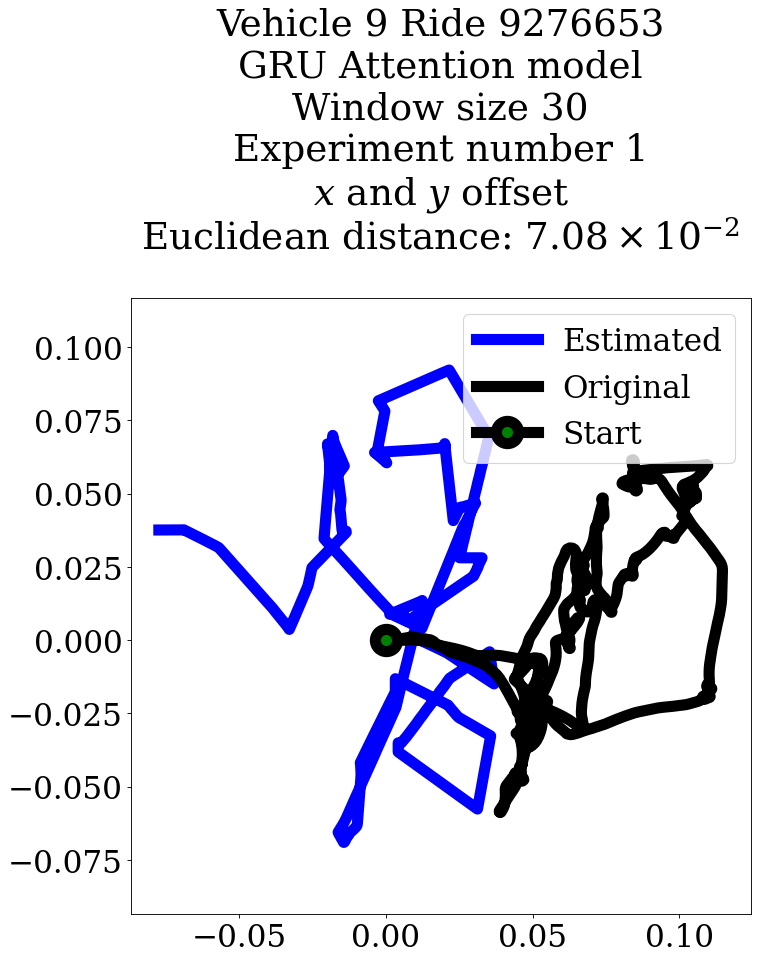 Vehicle 9 Ride 9276653
GRU Attention model
Window size 30
Experiment number 1
x and y offset
Euclidean distance: 7.08 × 10⁻²
Estimated
Original
Start
0.100
0.075
0.050
0.025
0.000
−0.025
−0.050
−0.075
−0.05 0.00 0.05 0.10